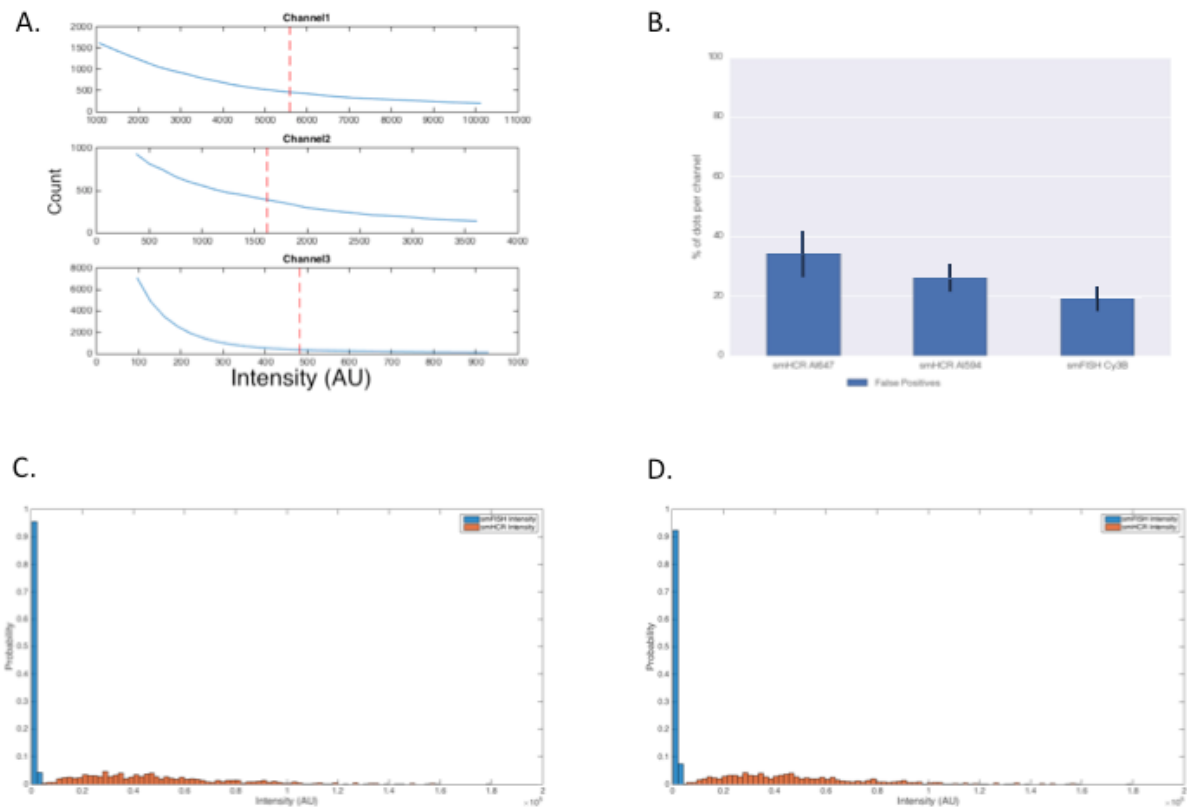 A.
Channel1
2000
1500
1000
500
0
1000 2000 3000 4000 5000 6000 7000 8000 9000 10000 11000
Channel2
Count
1000
500
0
0 500 1000 1500 2000 2500 3000 3500 4000
Channel3
8000
6000
4000
2000
0
0 100 200 300 400 500 600 700 800 900 1000
Intensity (AU)
B.
% of dots per channel
100
80
60
40
20
0
smHCR Al647 smHCR Al594 smFISH Cy3B
False Positives
C.
smFISH Intensity
smHCR Intensity
Probability
1
0.9
0.8
0.7
0.6
0.5
0.4
0.3
0.2
0.1
0
0 0.2 0.4 0.6 0.8 1 1.2 1.4 1.6 1.8 2
Intensity (AU)
×10⁵
D.
smFISH Intensity
smHCR Intensity
Probability
1
0.9
0.8
0.7
0.6
0.5
0.4
0.3
0.2
0.1
0
0 0.2 0.4 0.6 0.8 1 1.2 1.4 1.6 1.8 2
Intensity (AU)
×10⁵